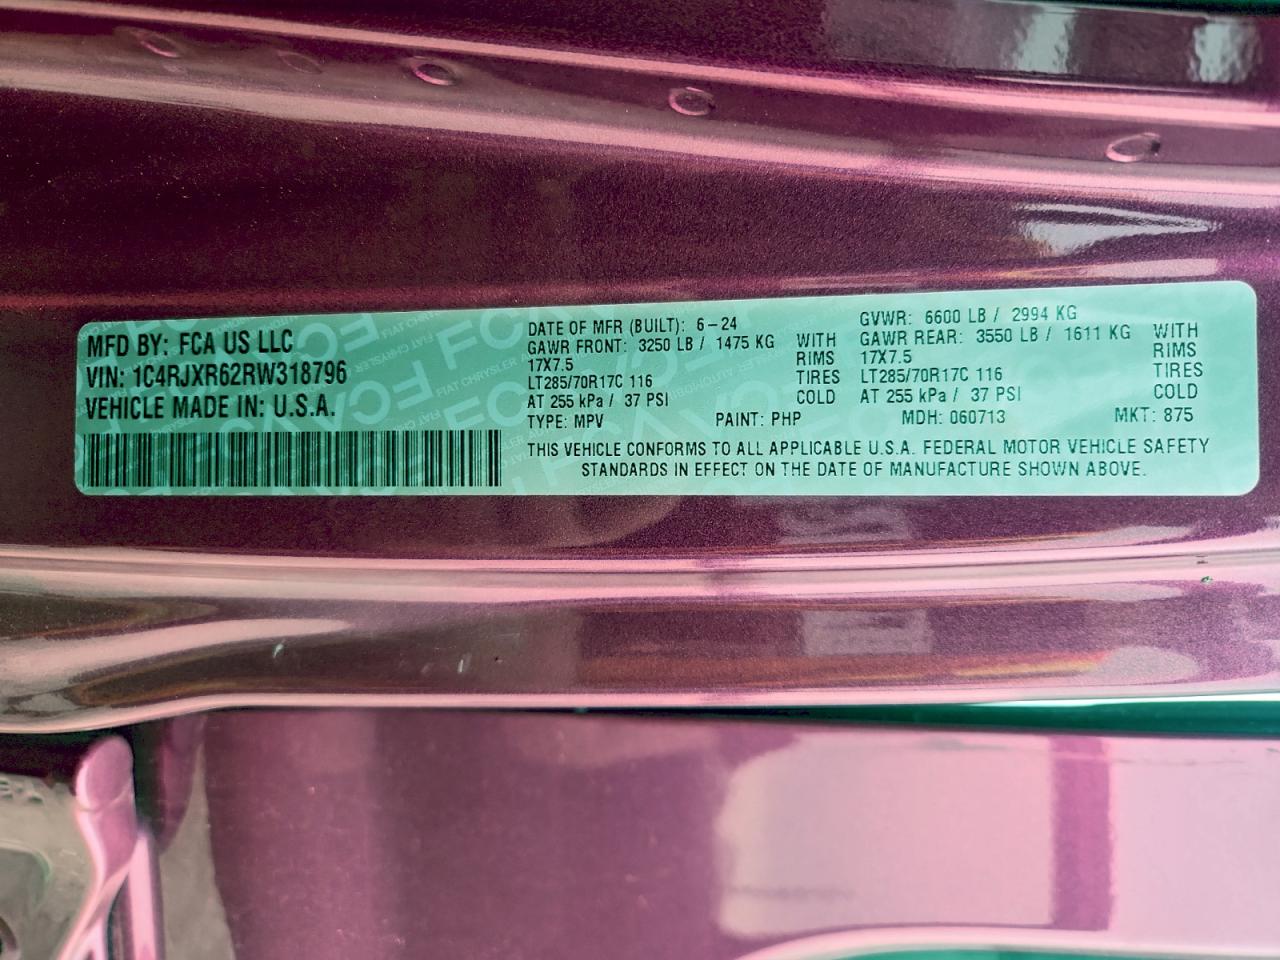 MFD BY: FCA US LLC
VIN: 1C4RJXR62RW318796
VEHICLE MADE IN: U.S.A.
DATE OF MFR (BUILT): 6-24
GAWR FRONT: 3250 LB / 1475 KG WITH
17X7.5 RIMS
LT285/70R17C 116 TIRES
AT 255 kPa / 37 PSI COLD
GVWR: 6600 LB / 2994 KG
GAWR REAR: 3550 LB / 1611 KG WITH
17X7.5 RIMS
LT285/70R17C 116 TIRES
AT 255 kPa / 37 PSI COLD
TYPE: MPV PAINT: PHP MDH: 060713 MKT: 875
THIS VEHICLE CONFORMS TO ALL APPLICABLE U.S.A. FEDERAL MOTOR VEHICLE SAFETY
STANDARDS IN EFFECT ON THE DATE OF MANUFACTURE SHOWN ABOVE.